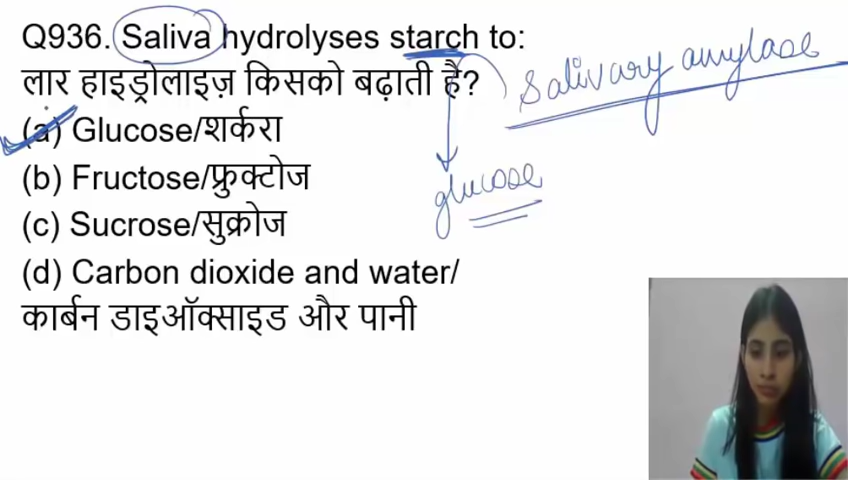 Q936. Saliva hydrolyses starch to:
लार हाइड्रोलाइज़ किसको बढ़ाती है?
Salivary amylase
(a) Glucose/शर्करा
(b) Fructose/फ्रुक्टोज
glucose
(c) Sucrose/सुक्रोज
(d) Carbon dioxide and water/
कार्बन डाइऑक्साइड और पानी